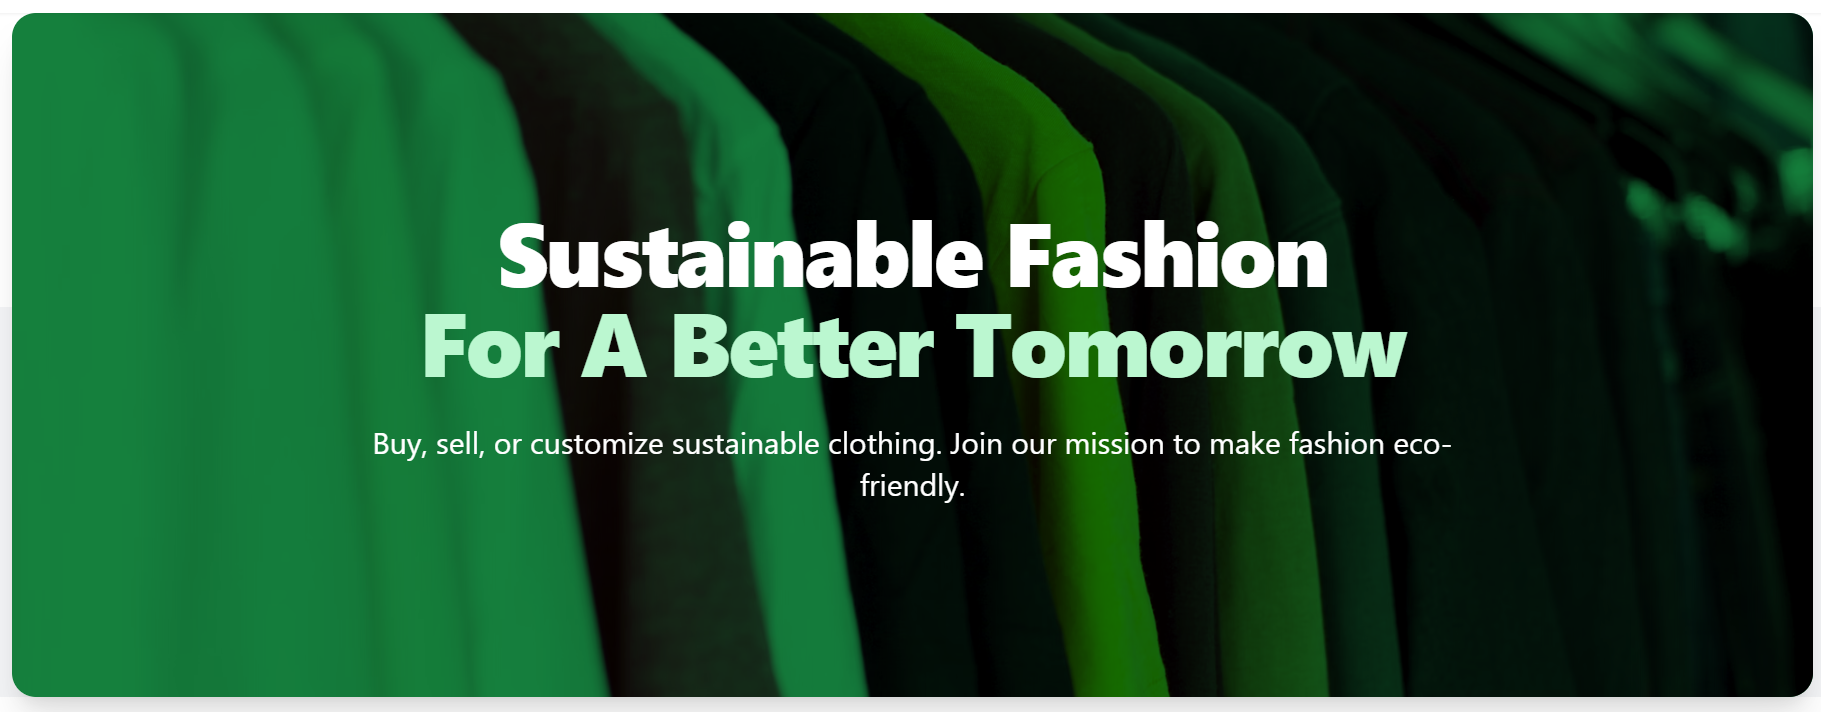 Sustainable Fashion
For A Better Tomorrow
Buy, sell, or customize sustainable clothing. Join our mission to make fashion eco-
friendly.